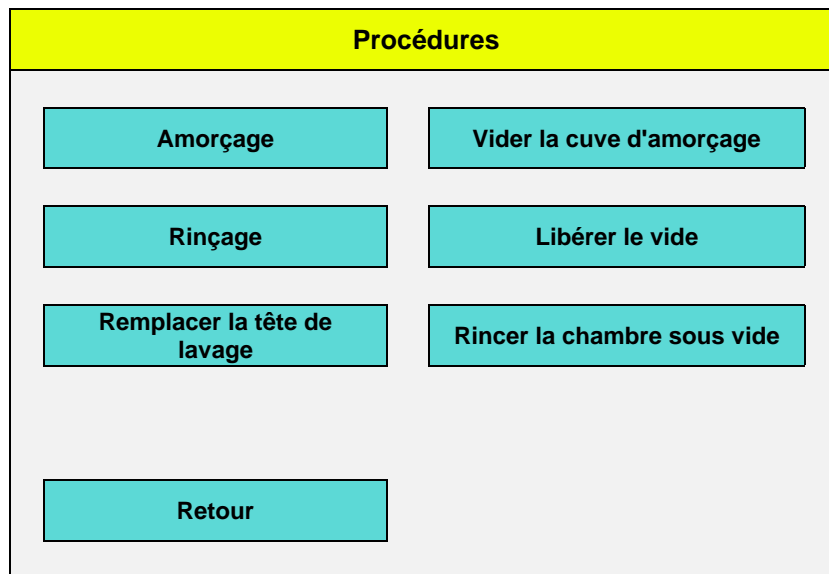 Procédures
Amorçage
Vider la cuve d'amorçage
Rinçage
Libérer le vide
Remplacer la tête de
lavage
Rincer la chambre sous vide
Retour